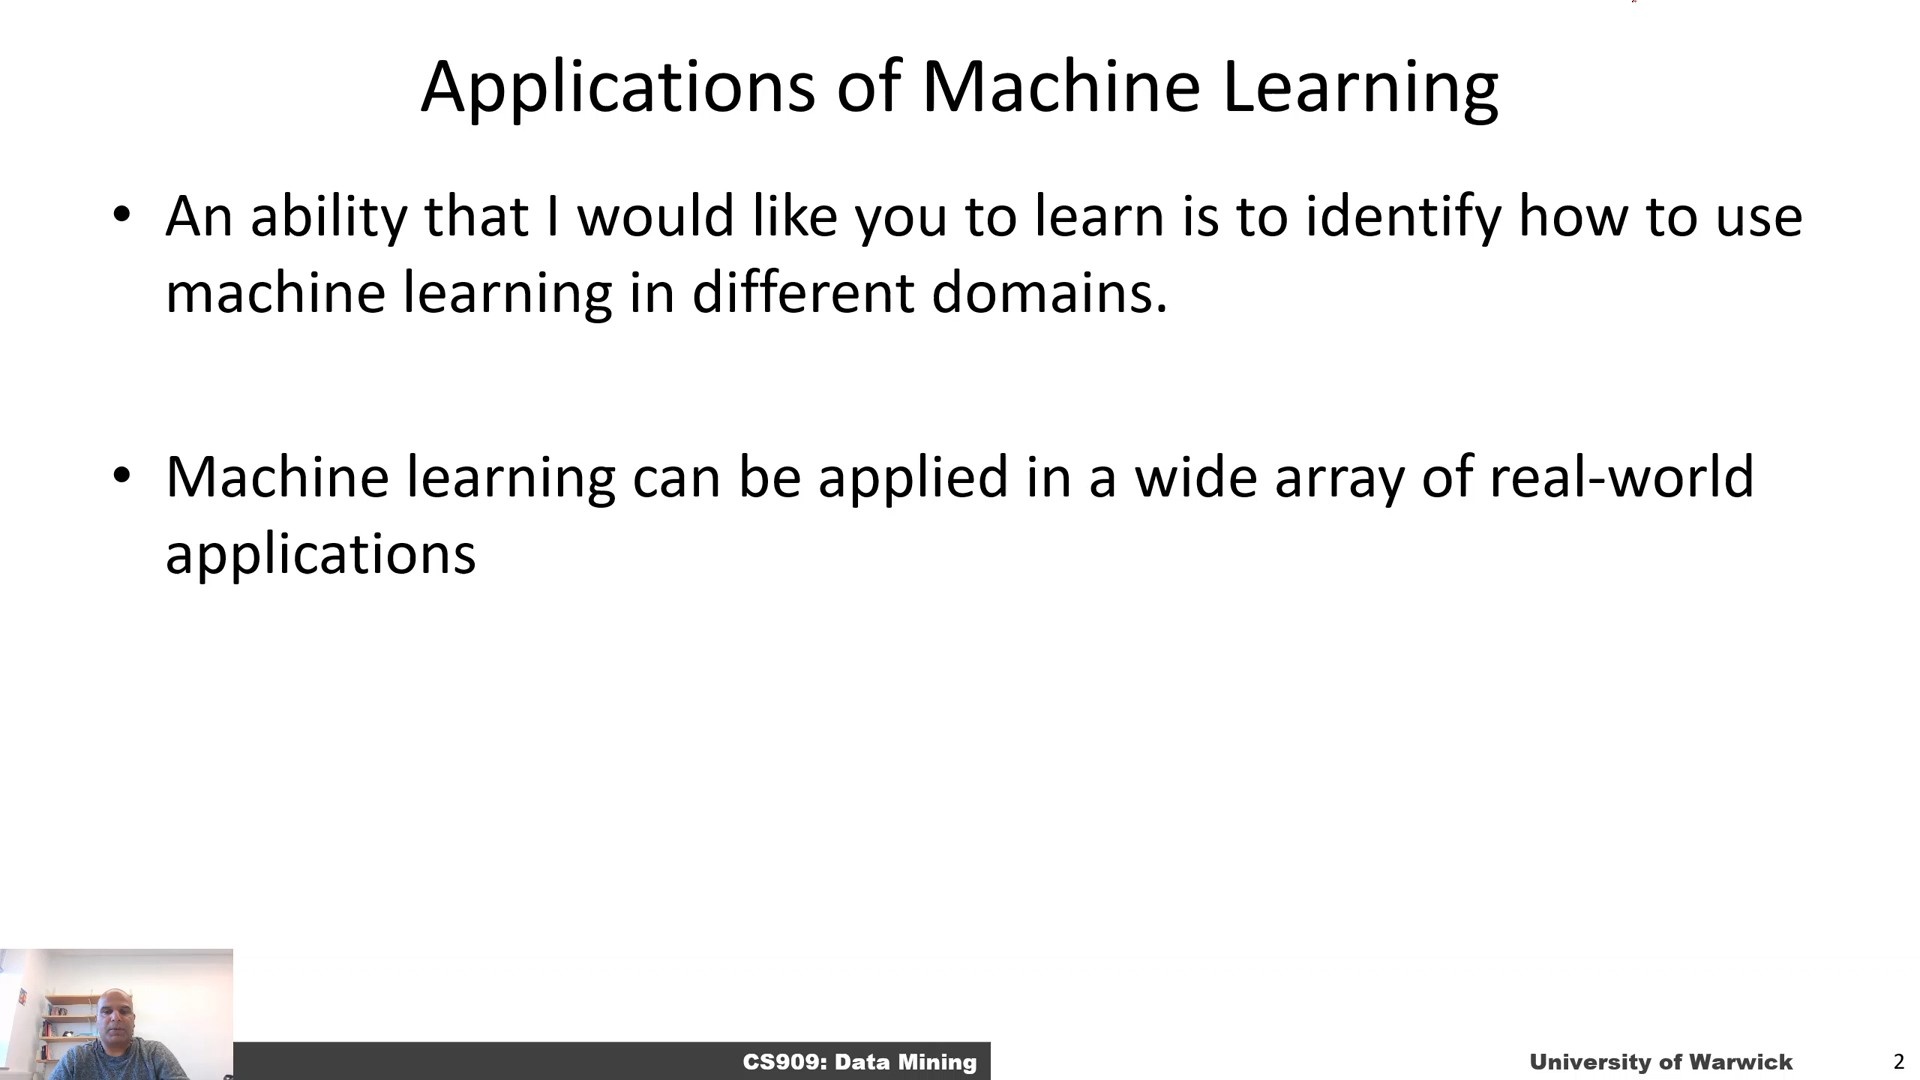 Applications of Machine Learning
• An ability that I would like you to learn is to identify how to use
machine learning in different domains.
• Machine learning can be applied in a wide array of real-world
applications
CS909: Data Mining
University of Warwick
2